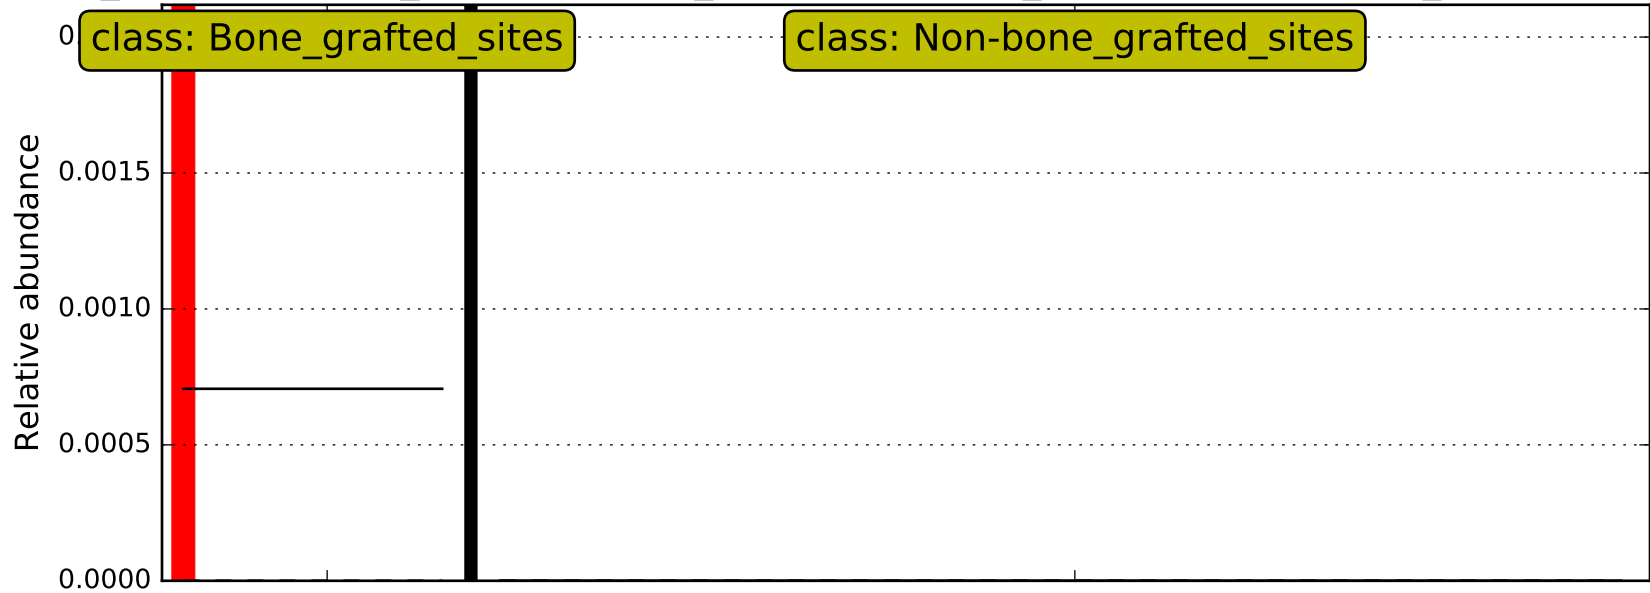 class: Bone_grafted_sites
class: Non-bone_grafted_sites
Relative abundance
0.
0.0015
0.0010
0.0005
0.0000